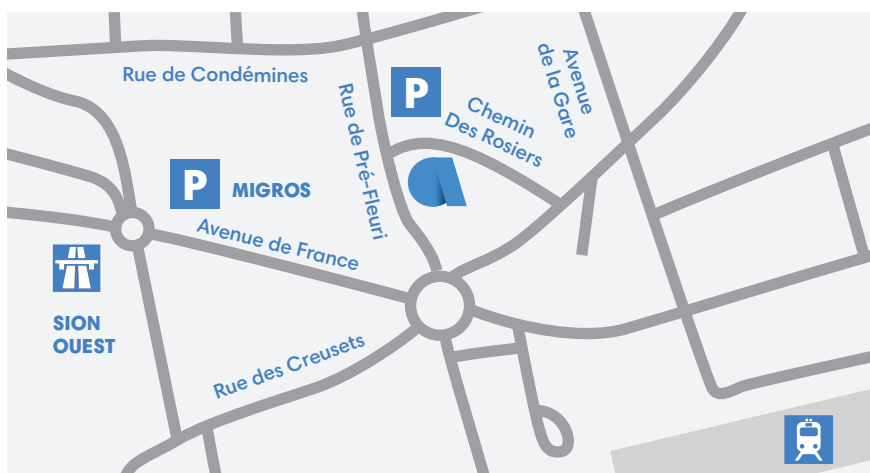 Rue de Condémines
Rue de Pré-Fleuri
P
Chemin
Des Rosiers
Avenue
de la Gare
P MIGROS
Avenue de France
SION
OUEST
Rue des Creusets